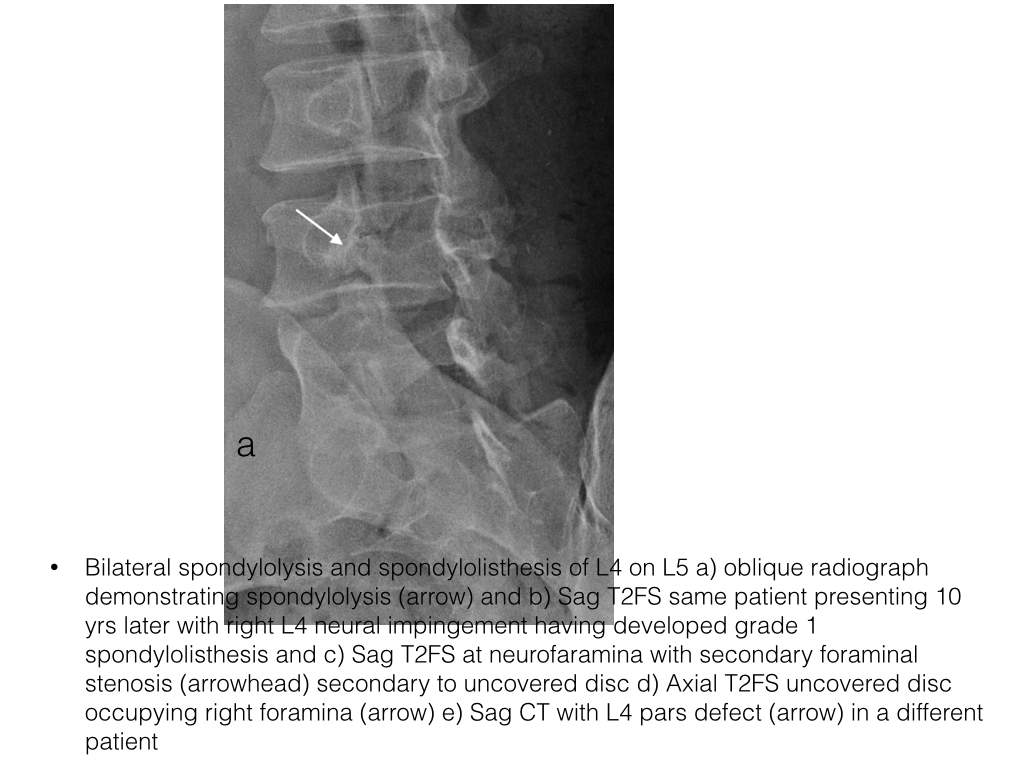 a
• Bilateral spondylolysis and spondylolisthesis of L4 on L5 a) oblique radiograph
demonstrating spondylolysis (arrow) and b) Sag T2FS same patient presenting 10
yrs later with right L4 neural impingement having developed grade 1
spondylolisthesis and c) Sag T2FS at neurofaramina with secondary foraminal
stenosis (arrowhead) secondary to uncovered disc d) Axial T2FS uncovered disc
occupying right foramina (arrow) e) Sag CT with L4 pars defect (arrow) in a different
patient